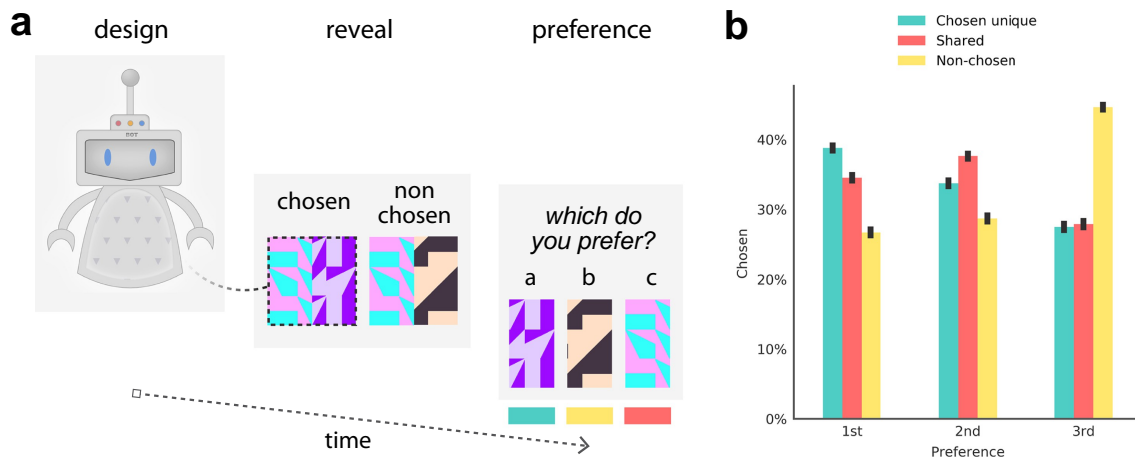 a
design
reveal
preference
BOT
chosen
non
chosen
which do
you prefer?
a
b
c
time
b
Chosen unique
Shared
Non-chosen
Chosen
40%
30%
20%
10%
0%
1st
2nd
3rd
Preference